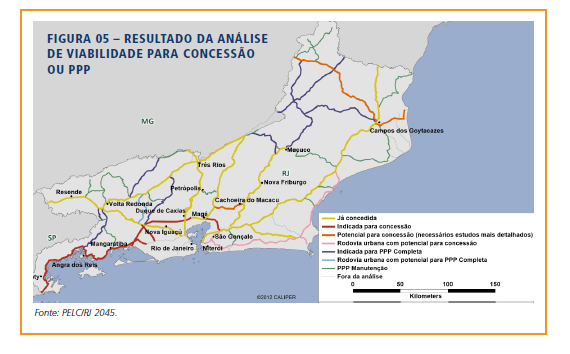 FIGURA 05 – RESULTADO DA ANÁLISE
DE VIABILIDADE PARA CONCESSÃO
OU PPP
MG
Campos dos Goytacazes
Macuco
Três Rios
RJ
Nova Friburgo
Petrópolis
Resende
Volta Redonda
Cachoeira do Macacu
Duque de Caxias
Magé
Nova Iguaçu
São Gonçalo
SP
Mangaratiba
Rio de Janeiro
Niterói
Angra dos Reis
Já concedida
Indicada para concessão
Potencial para concessão (necessários estudos mais detalhados)
Rodovia urbana com potencial para concessão
Indicada para PPP Completa
Rodovia urbana com potencial para PPP Completa
PPP Manutenção
Fora da análise
0 50 100 150
Kilometers
©2012 CALIPER
Fonte: PELC/RJ 2045.